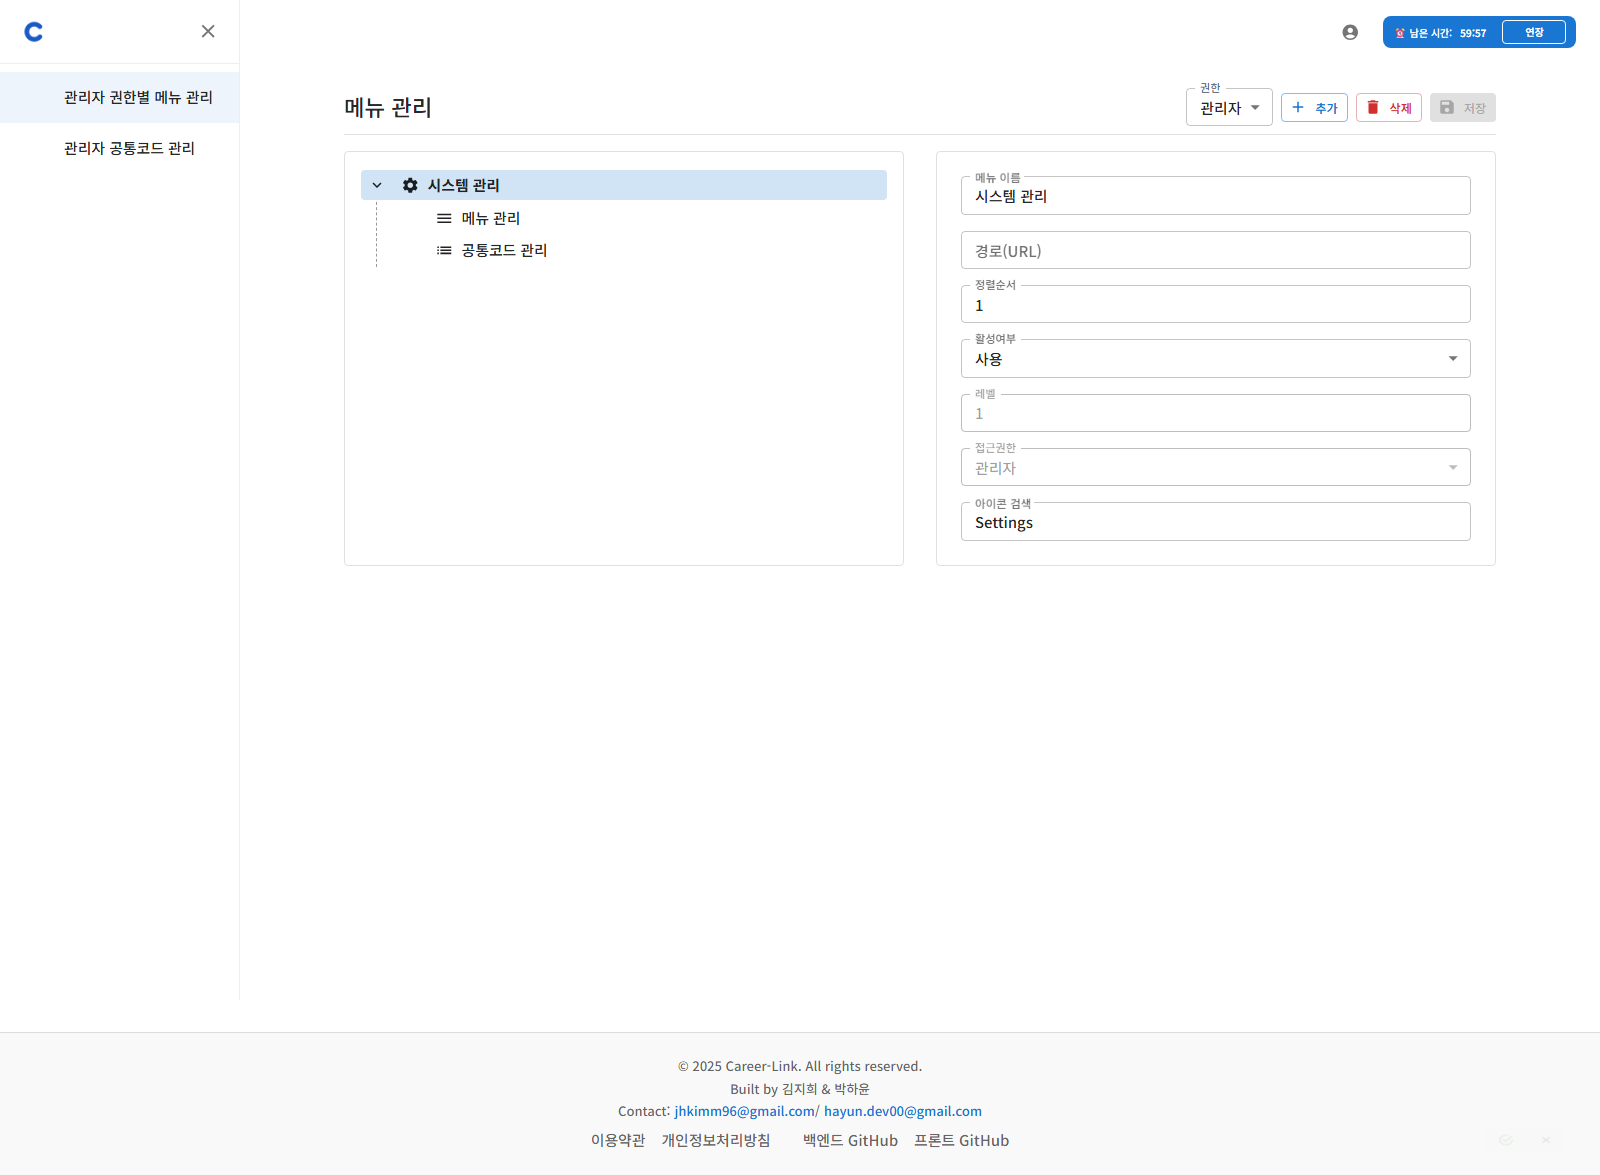 C
관리자 권한별 메뉴 관리
관리자 공통코드 관리
남은 시간: 59:57
연장
메뉴 관리
권한
관리자
추가
삭제
저장
시스템 관리
메뉴 관리
공통코드 관리
메뉴 이름
시스템 관리
경로(URL)
정렬순서
1
활성여부
사용
레벨
1
접근권한
관리자
아이콘 검색
Settings
© 2025 Career-Link. All rights reserved.
Built by 김지희 & 박하윤
Contact: jhkimm96@gmail.com/ hayun.dev00@gmail.com
이용약관 개인정보처리방침 백엔드 GitHub 프론트 GitHub